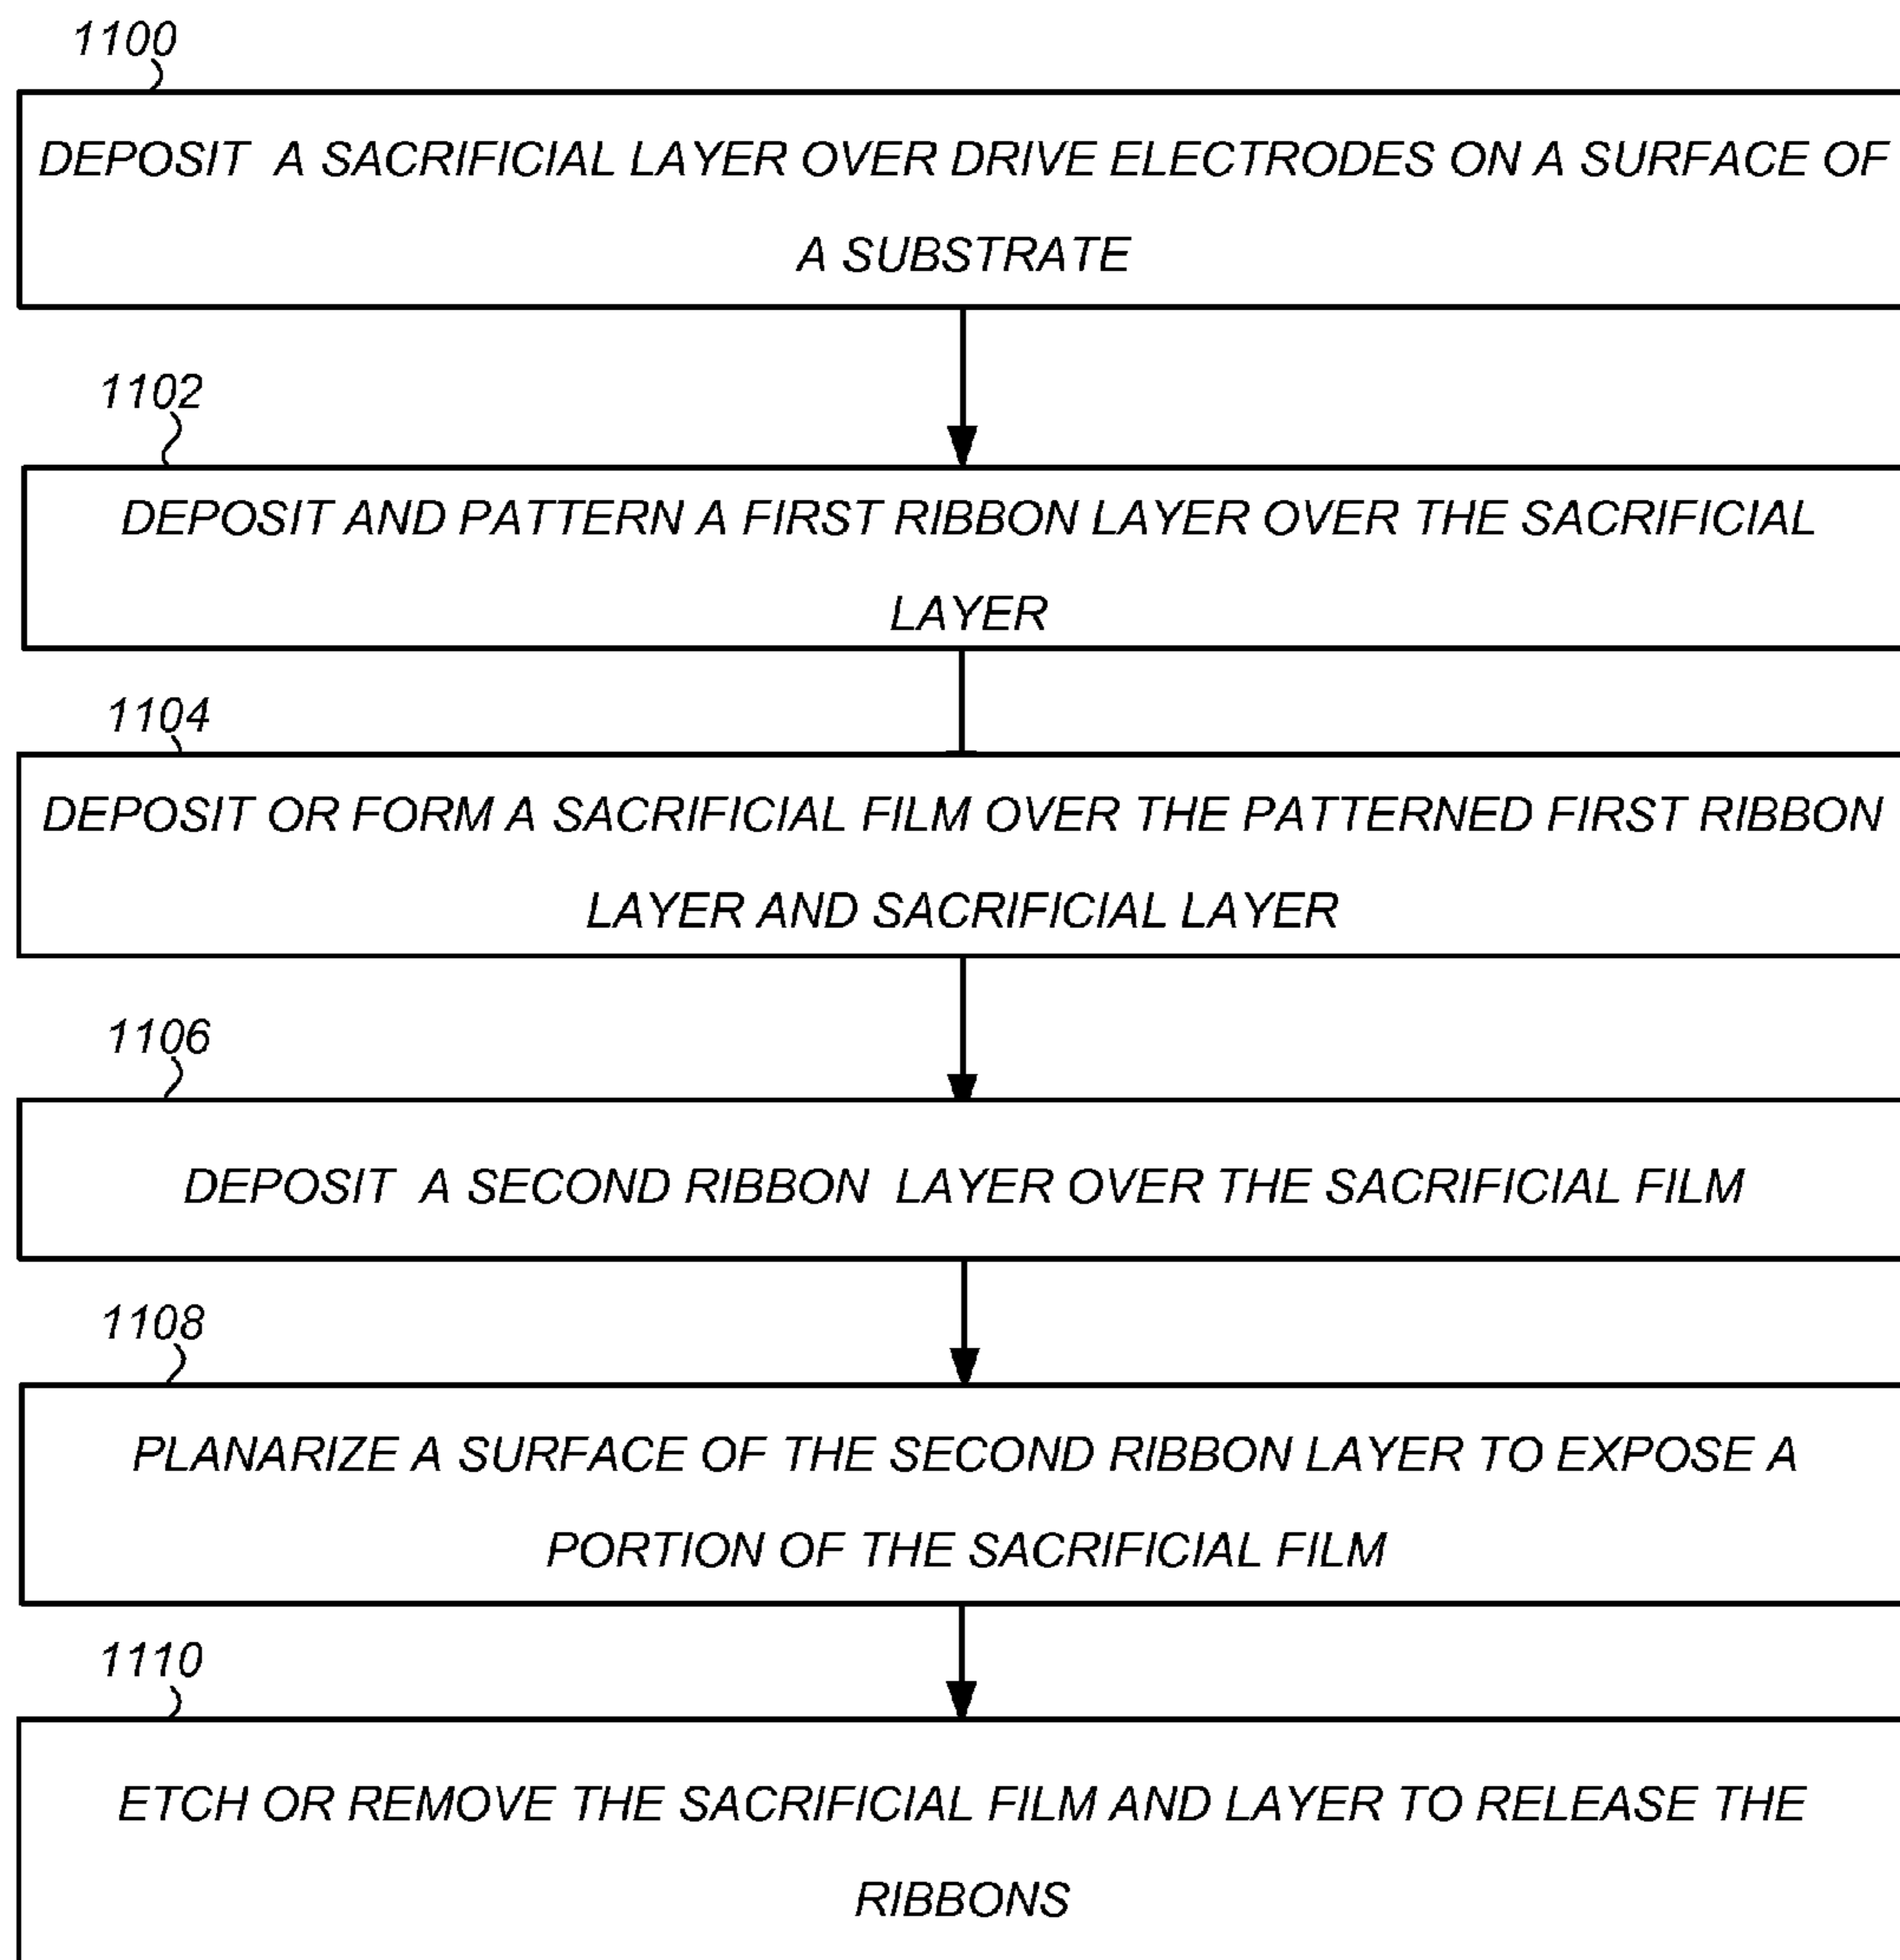 1100
DEPOSIT A SACRIFICIAL LAYER OVER DRIVE ELECTRODES ON A SURFACE OF
A SUBSTRATE
1102
DEPOSIT AND PATTERN A FIRST RIBBON LAYER OVER THE SACRIFICIAL
LAYER
1104
DEPOSIT OR FORM A SACRIFICIAL FILM OVER THE PATTERNED FIRST RIBBON
LAYER AND SACRIFICIAL LAYER
1106
DEPOSIT A SECOND RIBBON LAYER OVER THE SACRIFICIAL FILM
1108
PLANARIZE A SURFACE OF THE SECOND RIBBON LAYER TO EXPOSE A
PORTION OF THE SACRIFICIAL FILM
1110
ETCH OR REMOVE THE SACRIFICIAL FILM AND LAYER TO RELEASE THE
RIBBONS